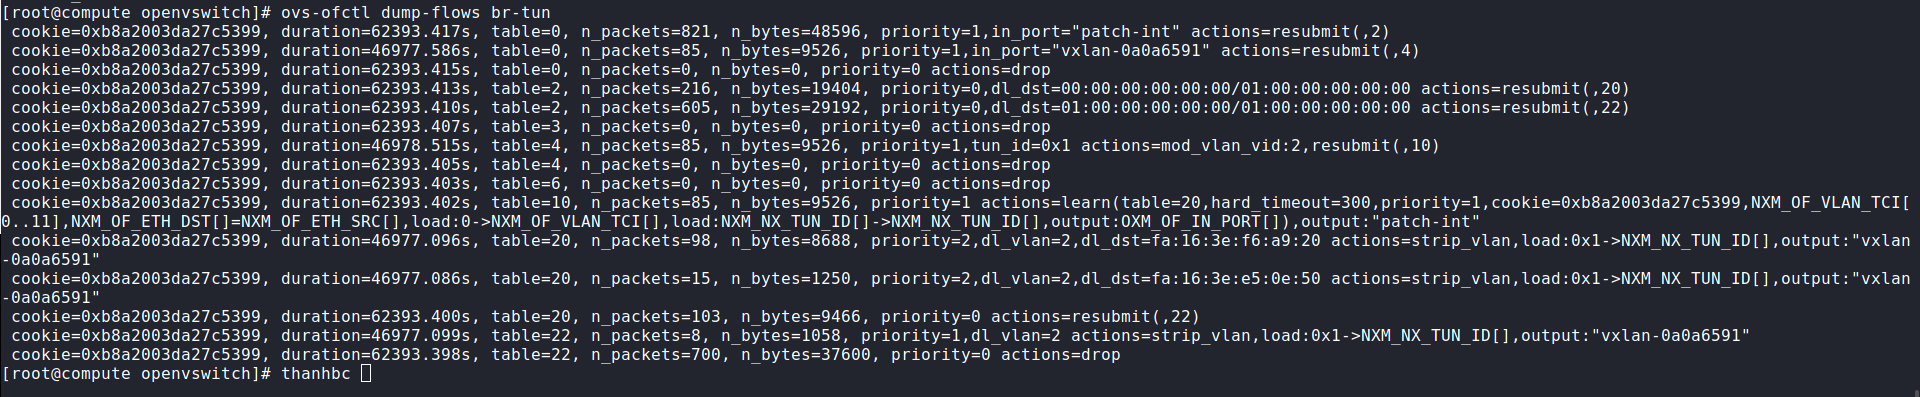 [root@compute openvswitch]# ovs-ofctl dump-flows br-tun
 cookie=0xb8a2003da27c5399, duration=62393.417s, table=0, n_packets=821, n_bytes=48596, priority=1,in_port="patch-int" actions=resubmit(,2)
 cookie=0xb8a2003da27c5399, duration=46977.586s, table=0, n_packets=85, n_bytes=9526, priority=1,in_port="vxlan-0a0a6591" actions=resubmit(,4)
 cookie=0xb8a2003da27c5399, duration=62393.415s, table=0, n_packets=0, n_bytes=0, priority=0 actions=drop
 cookie=0xb8a2003da27c5399, duration=62393.413s, table=2, n_packets=216, n_bytes=19404, priority=0,dl_dst=00:00:00:00:00:00/01:00:00:00:00:00 actions=resubmit(,20)
 cookie=0xb8a2003da27c5399, duration=62393.410s, table=2, n_packets=605, n_bytes=29192, priority=0,dl_dst=01:00:00:00:00:00/01:00:00:00:00:00 actions=resubmit(,22)
 cookie=0xb8a2003da27c5399, duration=62393.407s, table=3, n_packets=0, n_bytes=0, priority=0 actions=drop
 cookie=0xb8a2003da27c5399, duration=46978.515s, table=4, n_packets=85, n_bytes=9526, priority=1,tun_id=0x1 actions=mod_vlan_vid:2,resubmit(,10)
 cookie=0xb8a2003da27c5399, duration=62393.405s, table=4, n_packets=0, n_bytes=0, priority=0 actions=drop
 cookie=0xb8a2003da27c5399, duration=62393.403s, table=6, n_packets=0, n_bytes=0, priority=0 actions=drop
 cookie=0xb8a2003da27c5399, duration=62393.402s, table=10, n_packets=85, n_bytes=9526, priority=1 actions=learn(table=20,hard_timeout=300,priority=1,cookie=0xb8a2003da27c5399,NXM_OF_VLAN_TCI[
0..11],NXM_OF_ETH_DST[]=NXM_OF_ETH_SRC[],load:0->NXM_OF_VLAN_TCI[],load:NXM_NX_TUN_ID[]->NXM_NX_TUN_ID[],output:OXM_OF_IN_PORT[]),output:"patch-int"
 cookie=0xb8a2003da27c5399, duration=46977.096s, table=20, n_packets=98, n_bytes=8688, priority=2,dl_vlan=2,dl_dst=fa:16:3e:f6:a9:20 actions=strip_vlan,load:0x1->NXM_NX_TUN_ID[],output:"vxlan
-0a0a6591"
 cookie=0xb8a2003da27c5399, duration=46977.086s, table=20, n_packets=15, n_bytes=1250, priority=2,dl_vlan=2,dl_dst=fa:16:3e:e5:0e:50 actions=strip_vlan,load:0x1->NXM_NX_TUN_ID[],output:"vxlan
-0a0a6591"
 cookie=0xb8a2003da27c5399, duration=62393.400s, table=20, n_packets=103, n_bytes=9466, priority=0 actions=resubmit(,22)
 cookie=0xb8a2003da27c5399, duration=46977.099s, table=22, n_packets=8, n_bytes=1058, priority=1,dl_vlan=2 actions=strip_vlan,load:0x1->NXM_NX_TUN_ID[],output:"vxlan-0a0a6591"
 cookie=0xb8a2003da27c5399, duration=62393.398s, table=22, n_packets=700, n_bytes=37600, priority=0 actions=drop
[root@compute openvswitch]# thanhbc